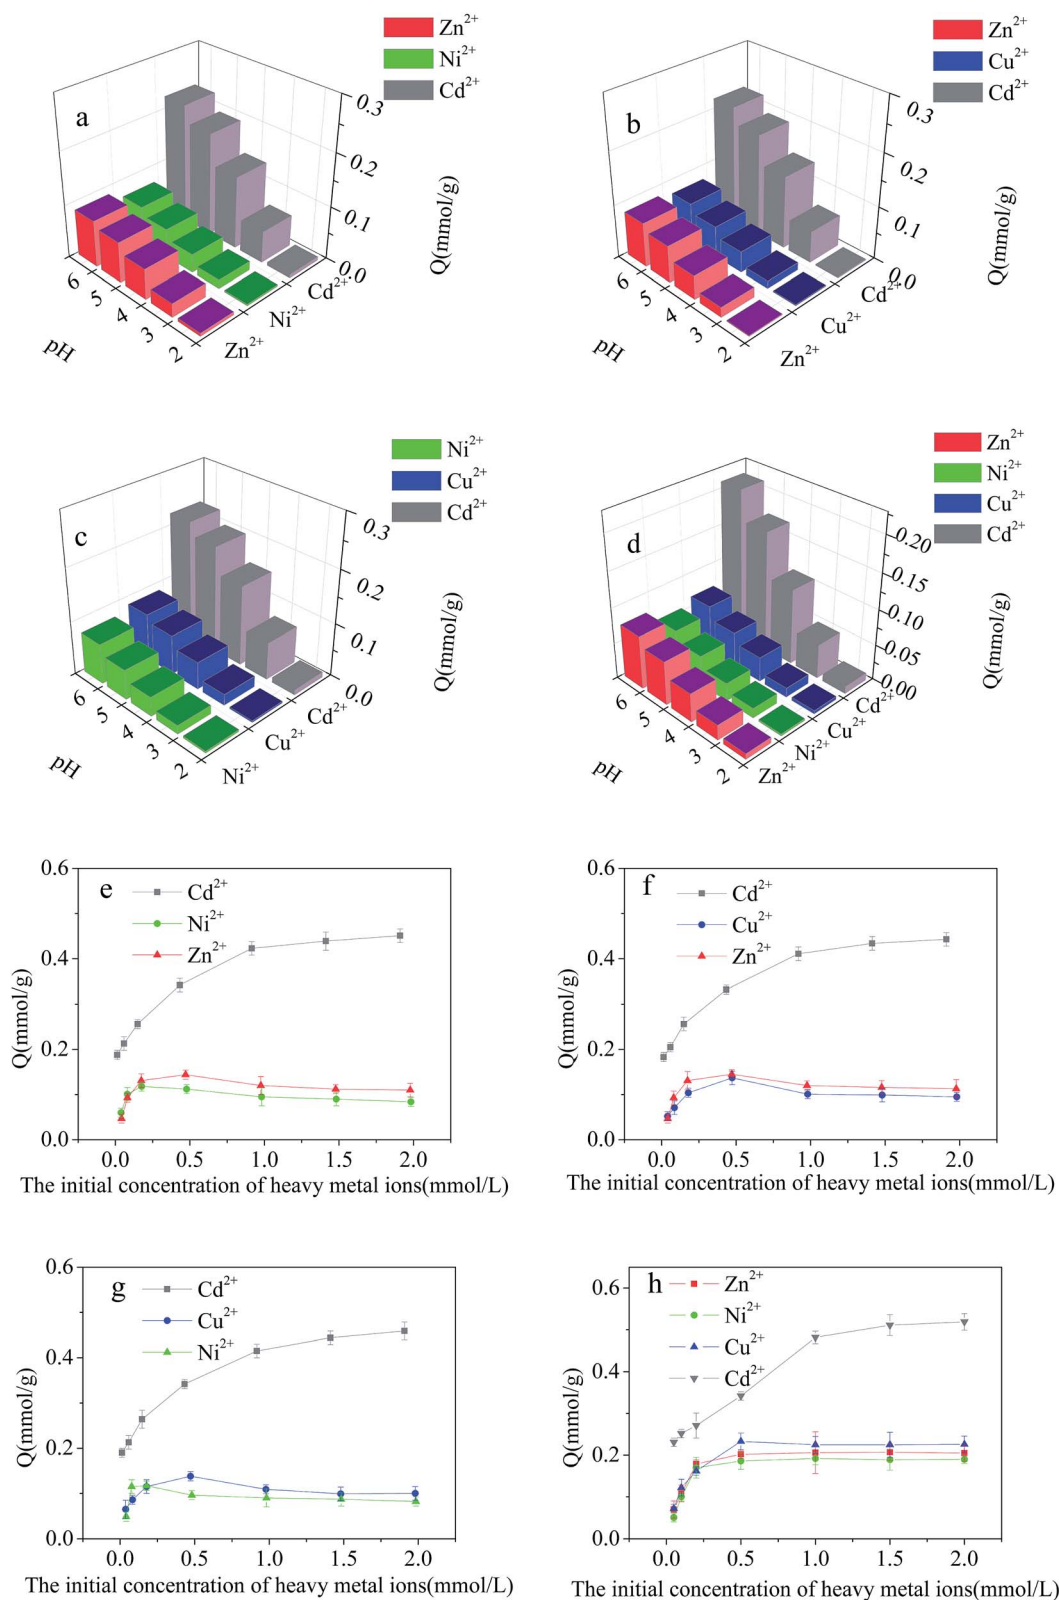 a
Zn²⁺
Ni²⁺
Cd²⁺
0.3
0.2
0.1
0.0
Q(mmol/g)
6
5
4
3
2
pH
Cd²⁺
Ni²⁺
Zn²⁺
b
Zn²⁺
Cu²⁺
Cd²⁺
0.3
0.2
0.1
0.0
Q(mmol/g)
6
5
4
3
2
pH
Cd²⁺
Cu²⁺
Zn²⁺
c
Ni²⁺
Cu²⁺
Cd²⁺
0.3
0.2
0.1
0.0
Q(mmol/g)
6
5
4
3
2
pH
Cd²⁺
Cu²⁺
Ni²⁺
d
Zn²⁺
Ni²⁺
Cu²⁺
Cd²⁺
0.20
0.15
0.10
0.05
0.00
Q(mmol/g)
6
5
4
3
2
pH
Cd²⁺
Cu²⁺
Ni²⁺
Zn²⁺
e
Cd²⁺
Ni²⁺
Zn²⁺
0.6
0.4
0.2
0.0
Q(mmol/g)
0.0 0.5 1.0 1.5 2.0
The initial concentration of heavy metal ions(mmol/L)
f
Cd²⁺
Cu²⁺
Zn²⁺
0.6
0.4
0.2
0.0
Q(mmol/g)
0.0 0.5 1.0 1.5 2.0
The initial concentration of heavy metal ions(mmol/L)
g
Cd²⁺
Cu²⁺
Ni²⁺
0.6
0.4
0.2
0.0
Q(mmol/g)
0.0 0.5 1.0 1.5 2.0
The initial concentration of heavy metal ions(mmol/L)
h
Zn²⁺
Ni²⁺
Cu²⁺
Cd²⁺
0.6
0.4
0.2
0.0
Q(mmol/g)
0.0 0.5 1.0 1.5 2.0
The initial concentration of heavy metal ions(mmol/L)